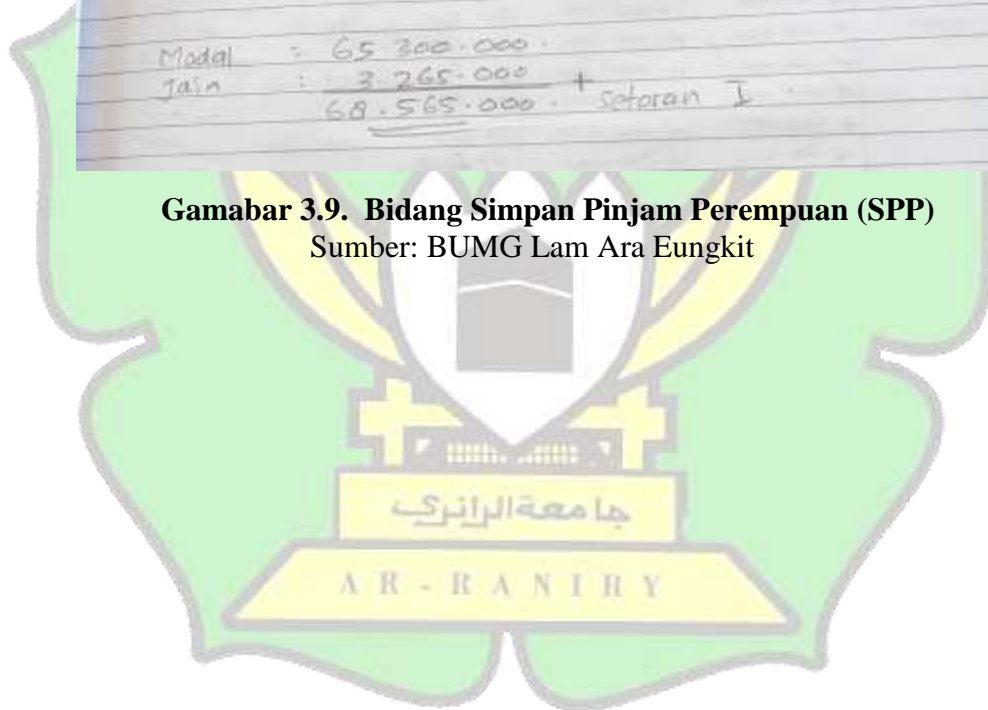 Modal : 65 300.000.
Jasa : 3.265.000 +
68.565.000. setoran I
Gamabar 3.9. Bidang Simpan Pinjam Perempuan (SPP)
Sumber: BUMG Lam Ara Eungkit
جامعة الرانري
AR-RANIRY